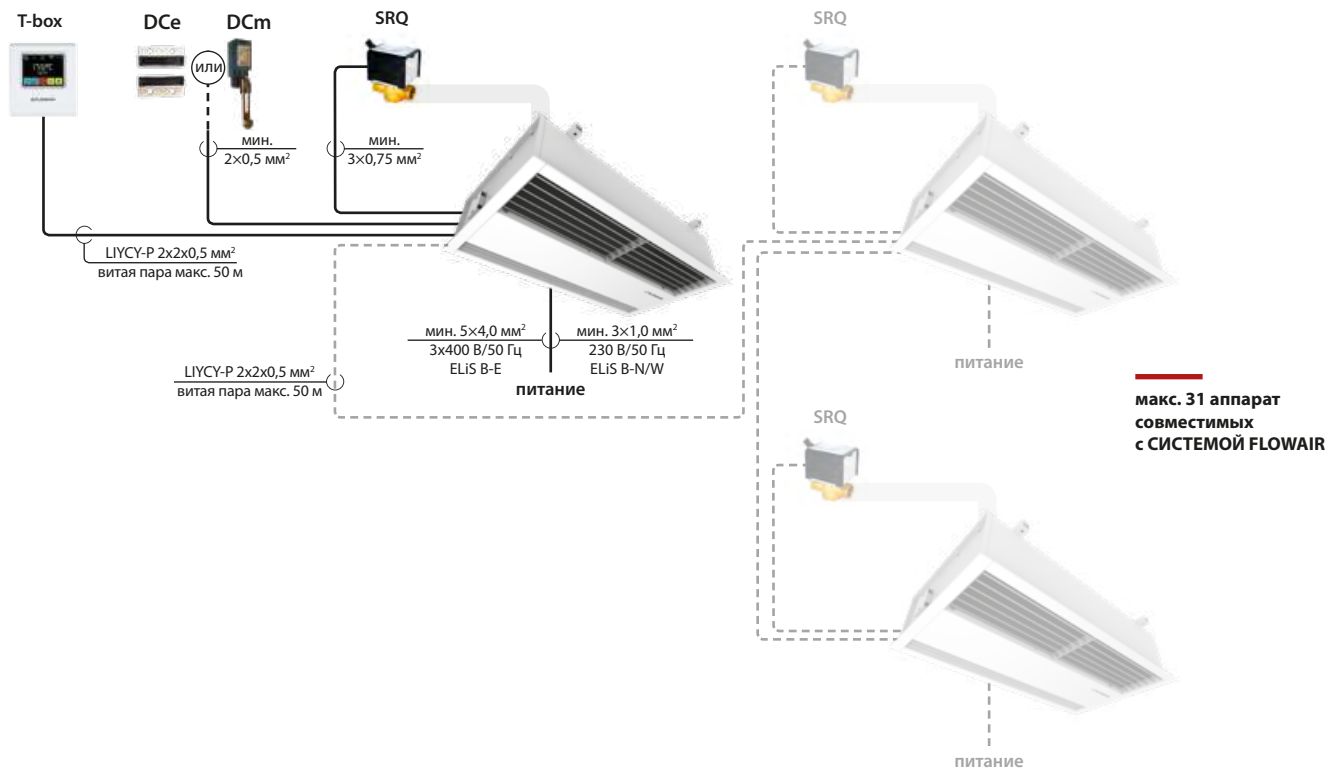 T-box
DCe
DCm
SRQ
SRQ
или
мин.
2×0,5 мм²
мин.
3×0,75 мм²
LIYCY-P 2x2x0,5 мм²
витая пара макс. 50 м
мин. 5×4,0 мм²
3x400 В/50 Гц
ELiS B-E
мин. 3×1,0 мм²
230 В/50 Гц
ELiS B-N/W
питание
питание
LIYCY-P 2x2x0,5 мм²
витая пара макс. 50 м
макс. 31 аппарат
совместимых
с СИСТЕМОЙ FLOWAIR
SRQ
питание